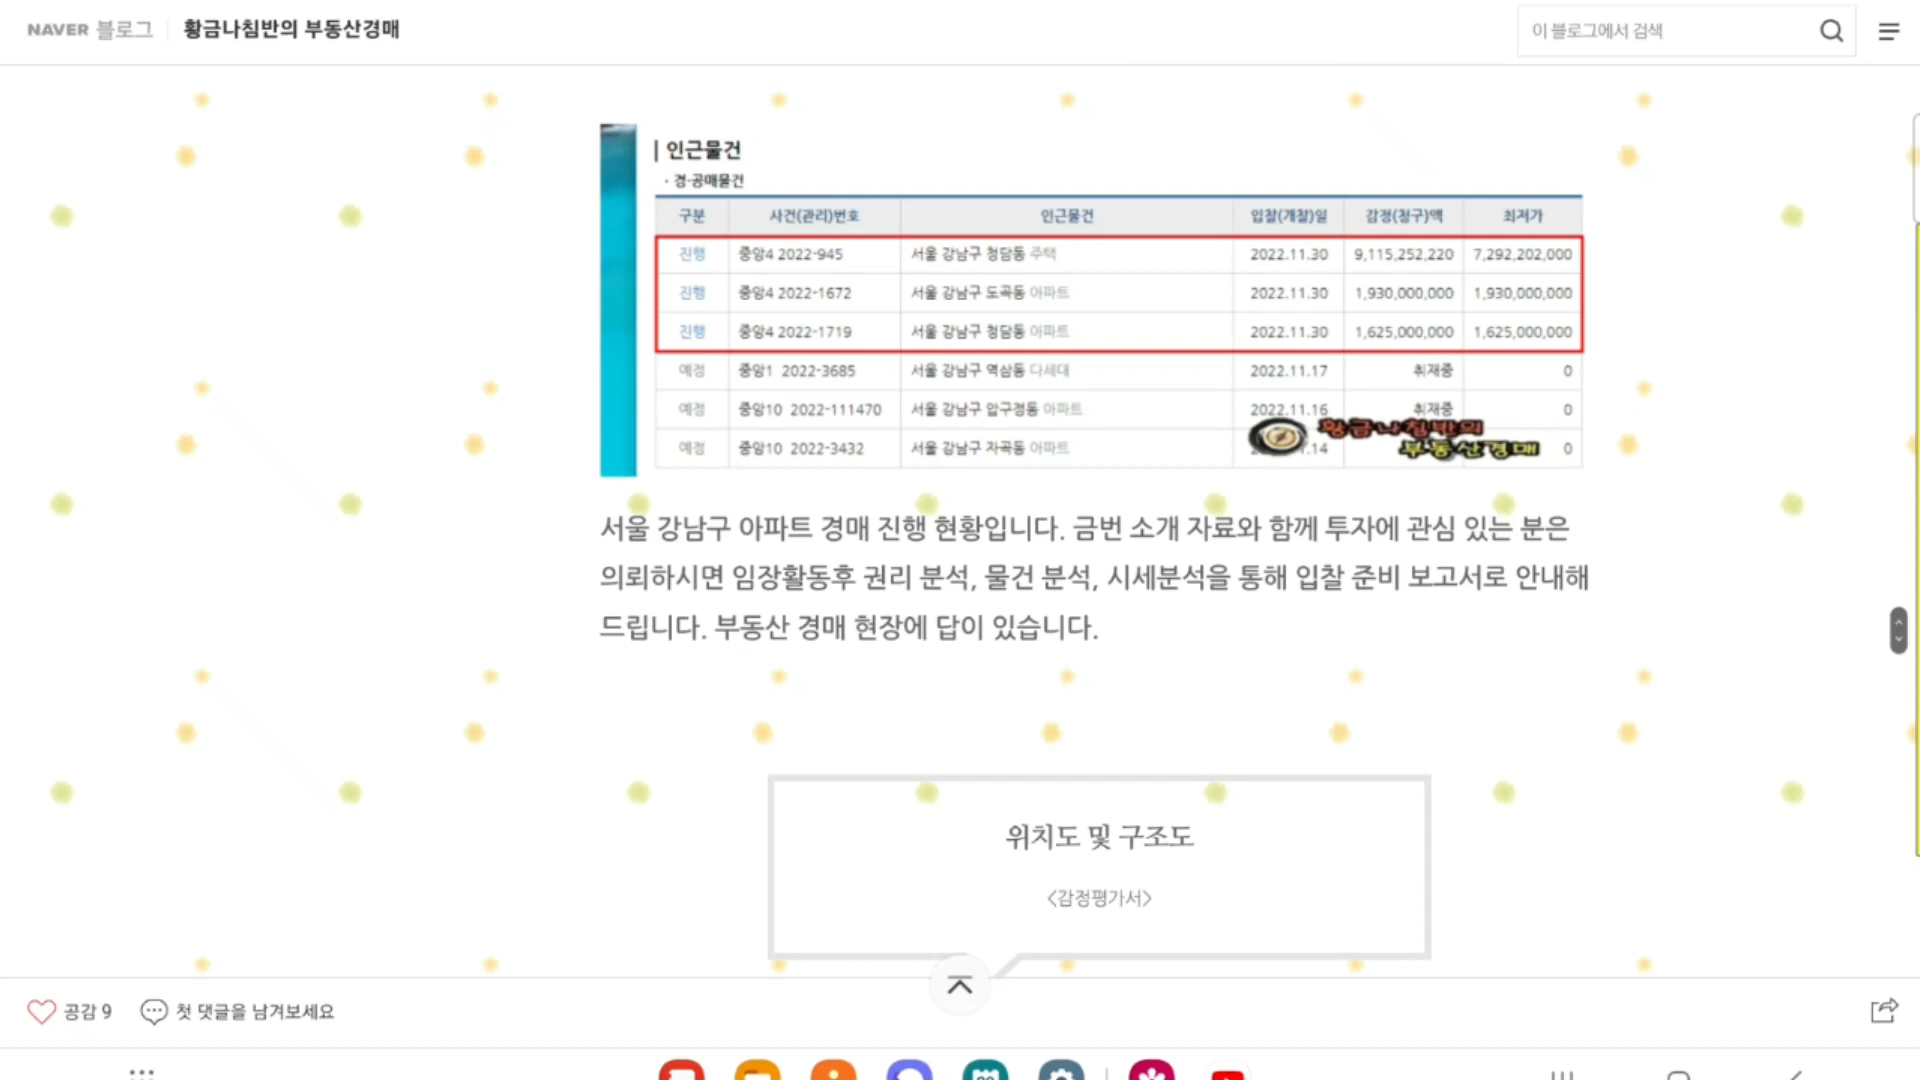 NAVER 블로그 황금나침반의 부동산경매 이 블로그에서 검색
인근물건
· 경·공매물건
구분 사건(관리)번호 인근물건 입찰(개찰)일 감정(청구)액 최저가
진행 중앙4 2022-945 서울 강남구 청담동 주택 2022.11.30 9,115,252,220 7,292,202,000
진행 중앙4 2022-1672 서울 강남구 도곡동 아파트 2022.11.30 1,930,000,000 1,930,000,000
진행 중앙4 2022-1719 서울 강남구 청담동 아파트 2022.11.30 1,625,000,000 1,625,000,000
예정 중앙1 2022-3685 서울 강남구 역삼동 다세대 2022.11.17 취재중 0
예정 중앙10 2022-111470 서울 강남구 압구정동 아파트 2022.11.16 취재중 0
황금나침반의
예정 중앙10 2022-3432 서울 강남구 자곡동 아파트 .14 0
부동산경매
서울 강남구 아파트 경매 진행 현황입니다. 금번 소개 자료와 함께 투자에 관심 있는 분은
의뢰하시면 임장활동후 권리 분석, 물건 분석, 시세분석을 통해 입찰 준비 보고서로 안내해
드립니다. 부동산 경매 현장에 답이 있습니다.
위치도 및 구조도
<감정평가서>
공감 9 첫 댓글을 남겨보세요